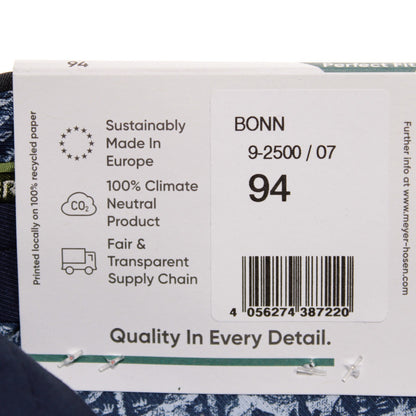 94
Perfect Fit
Sustainably
Made In
Europe
100% Climate
Neutral
Product
CO₂
Fair &
Transparent
Supply Chain
Printed locally on 100% recycled paper
BONN
9-2500 / 07
94
4 056274 387220
Further info at www.meyer-hosen.
Quality In Every Detail.